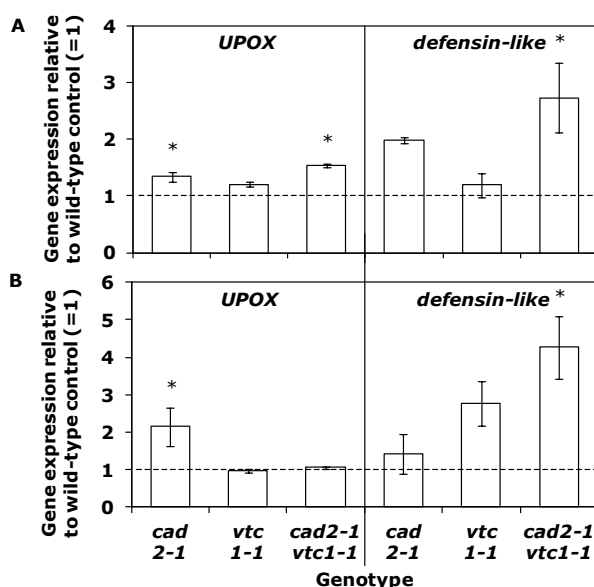 A
Gene expression relative
to wild-type control (=1)
4
3
2
1
0
UPOX
defensin-like
*
*
*
B
Gene expression relative
to wild-type control (=1)
6
5
4
3
2
1
0
UPOX
defensin-like
*
*
cad
2-1
vtc
1-1
cad2-1
vtc1-1
cad
2-1
vtc
1-1
cad2-1
vtc1-1
Genotype